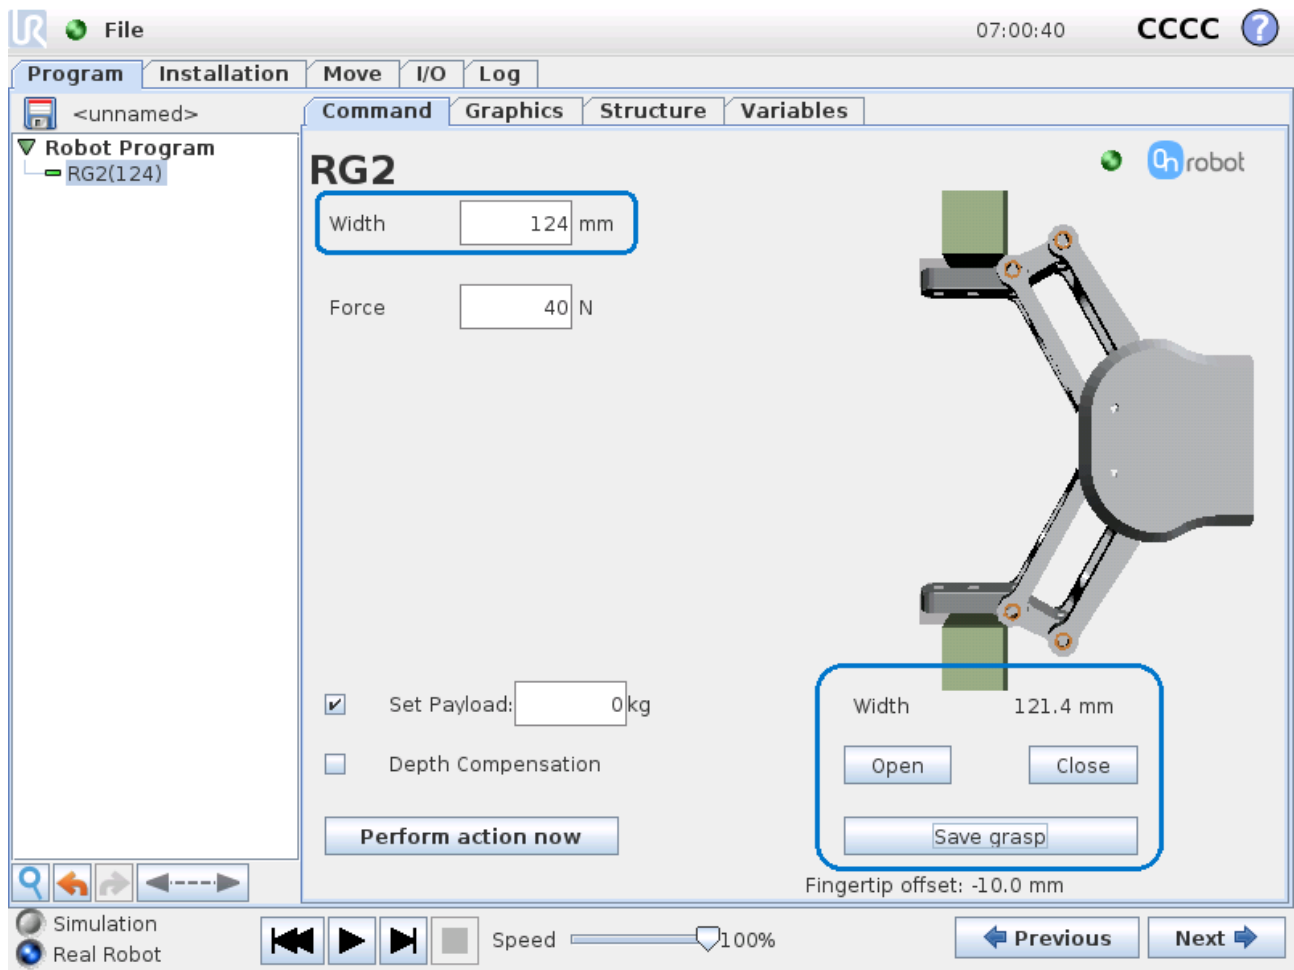 UR File 07:00:40 CCCC ?
Program Installation Move I/O Log
<unnamed> Command Graphics Structure Variables
Robot Program
RG2(124)
RG2
On robot
Width 124 mm
Force 40 N
Set Payload: 0 kg
Depth Compensation
Perform action now
Width 121.4 mm
Open Close
Save grasp
Fingertip offset: -10.0 mm
Simulation
Real Robot
Speed 100%
Previous Next